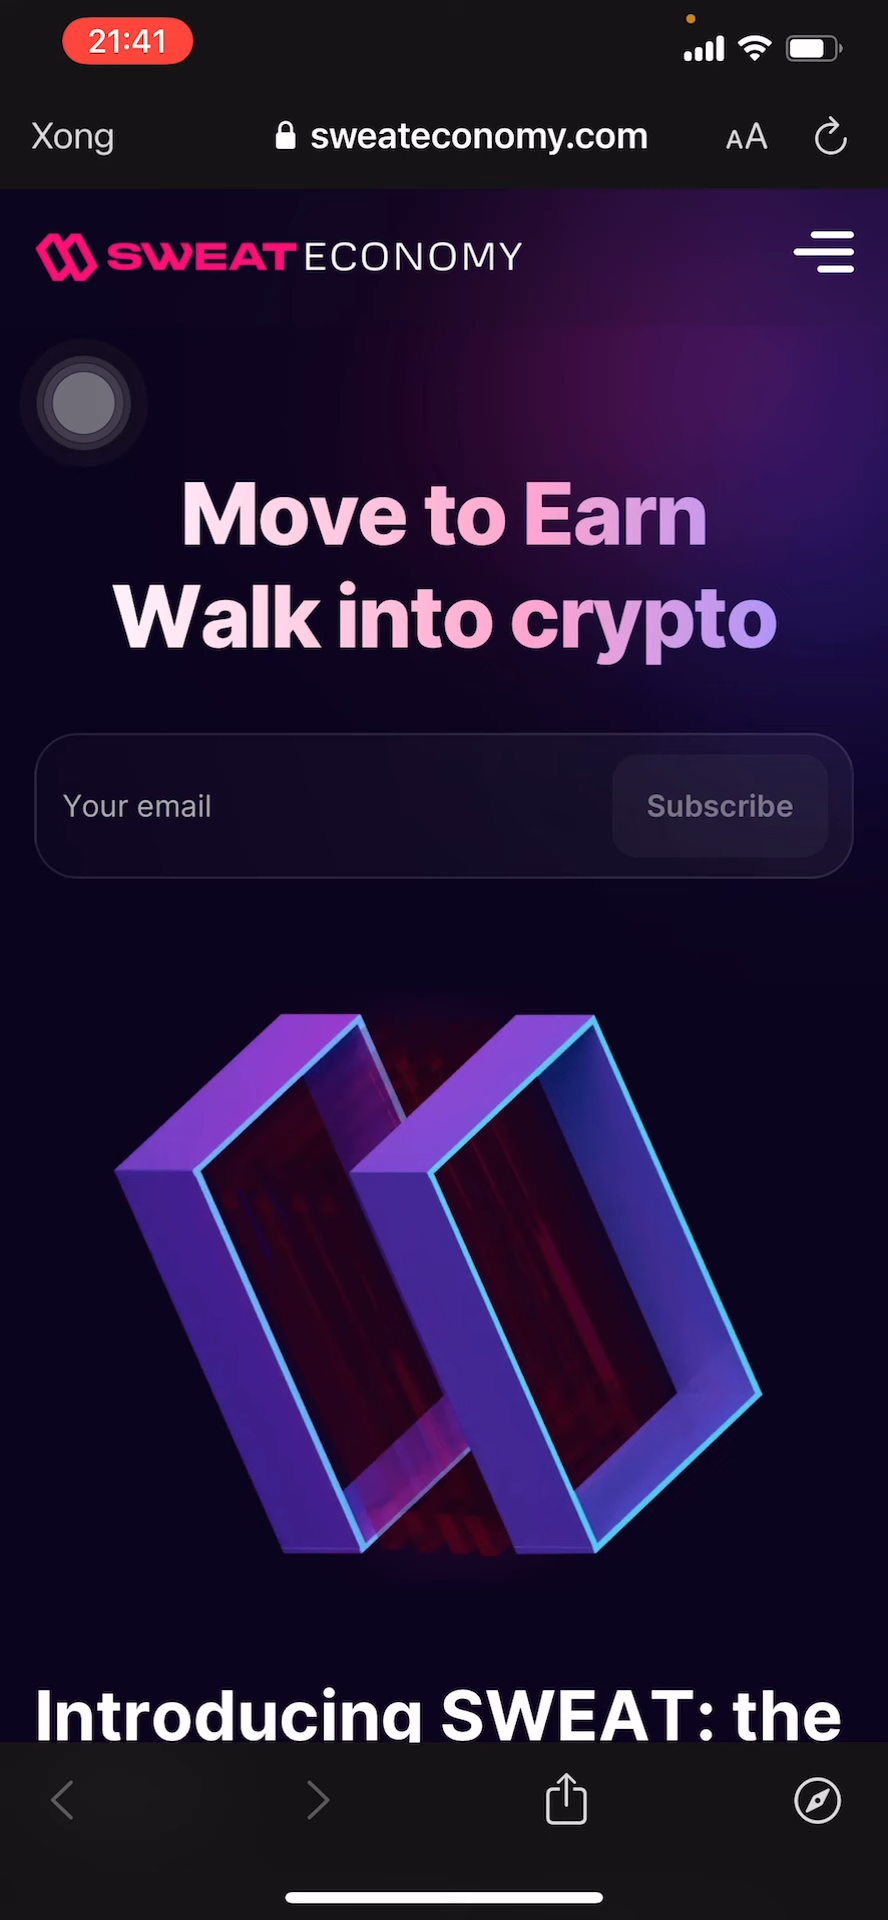 21:41
Xong
sweateconomy.com
AA
SWEAT ECONOMY
Move to Earn
Walk into crypto
Your email
Subscribe
Introducing SWEAT: the